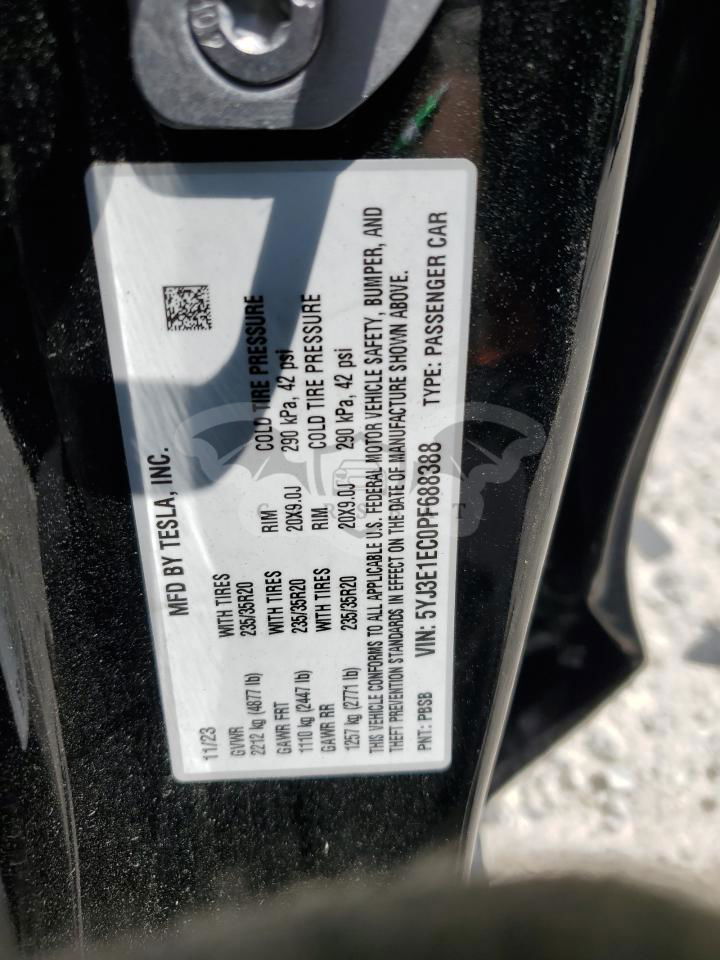 MFD BY TESLA, INC.
11/23
GVWR WITH TIRES RIM COLD TIRE PRESSURE
2212 kg (4877 lb) 235/35R20 20X9.0J 290 kPa, 42 psi
GAWR FRT WITH TIRES RIM COLD TIRE PRESSURE
1110 kg (2447 lb) 235/35R20 20X9.0J 290 kPa, 42 psi
GAWR RR WITH TIRES
1257 kg (2771 lb) 235/35R20
THIS VEHICLE CONFORMS TO ALL APPLICABLE U.S. FEDERAL MOTOR VEHICLE SAFETY, BUMPER, AND
THEFT PREVENTION STANDARDS IN EFFECT ON THE DATE OF MANUFACTURE SHOWN ABOVE.
PNT: PBSB VIN: 5YJ3E1EC0PF688388 TYPE: PASSENGER CAR